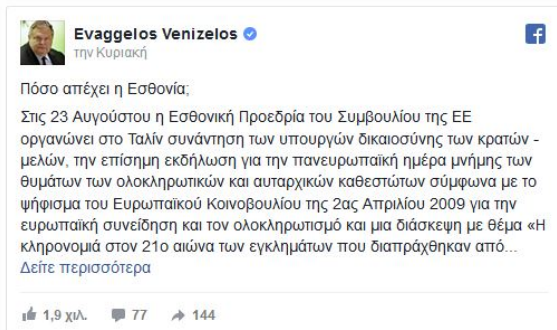 Evaggelos Venizelos
την Κυριακή
Πόσο απέχει η Εσθονία;
Στις 23 Αυγούστου η Εσθονική Προεδρία του Συμβουλίου της ΕΕ
οργανώνει στο Ταλίν συνάντηση των υπουργών δικαιοσύνης των κρατών -
μελών, την επίσημη εκδήλωση για την πανευρωπαϊκή ημέρα μνήμης των
θυμάτων των ολοκληρωτικών και αυταρχικών καθεστώτων σύμφωνα με το
ψήφισμα του Ευρωπαϊκού Κοινοβουλίου της 2ας Απριλίου 2009 για την
ευρωπαϊκή συνείδηση και τον ολοκληρωτισμό και μια διάσκεψη με θέμα «Η
κληρονομιά στον 21ο αιώνα των εγκλημάτων που διαπράχθηκαν από...
Δείτε περισσότερα
1,9 χιλ. 77 144